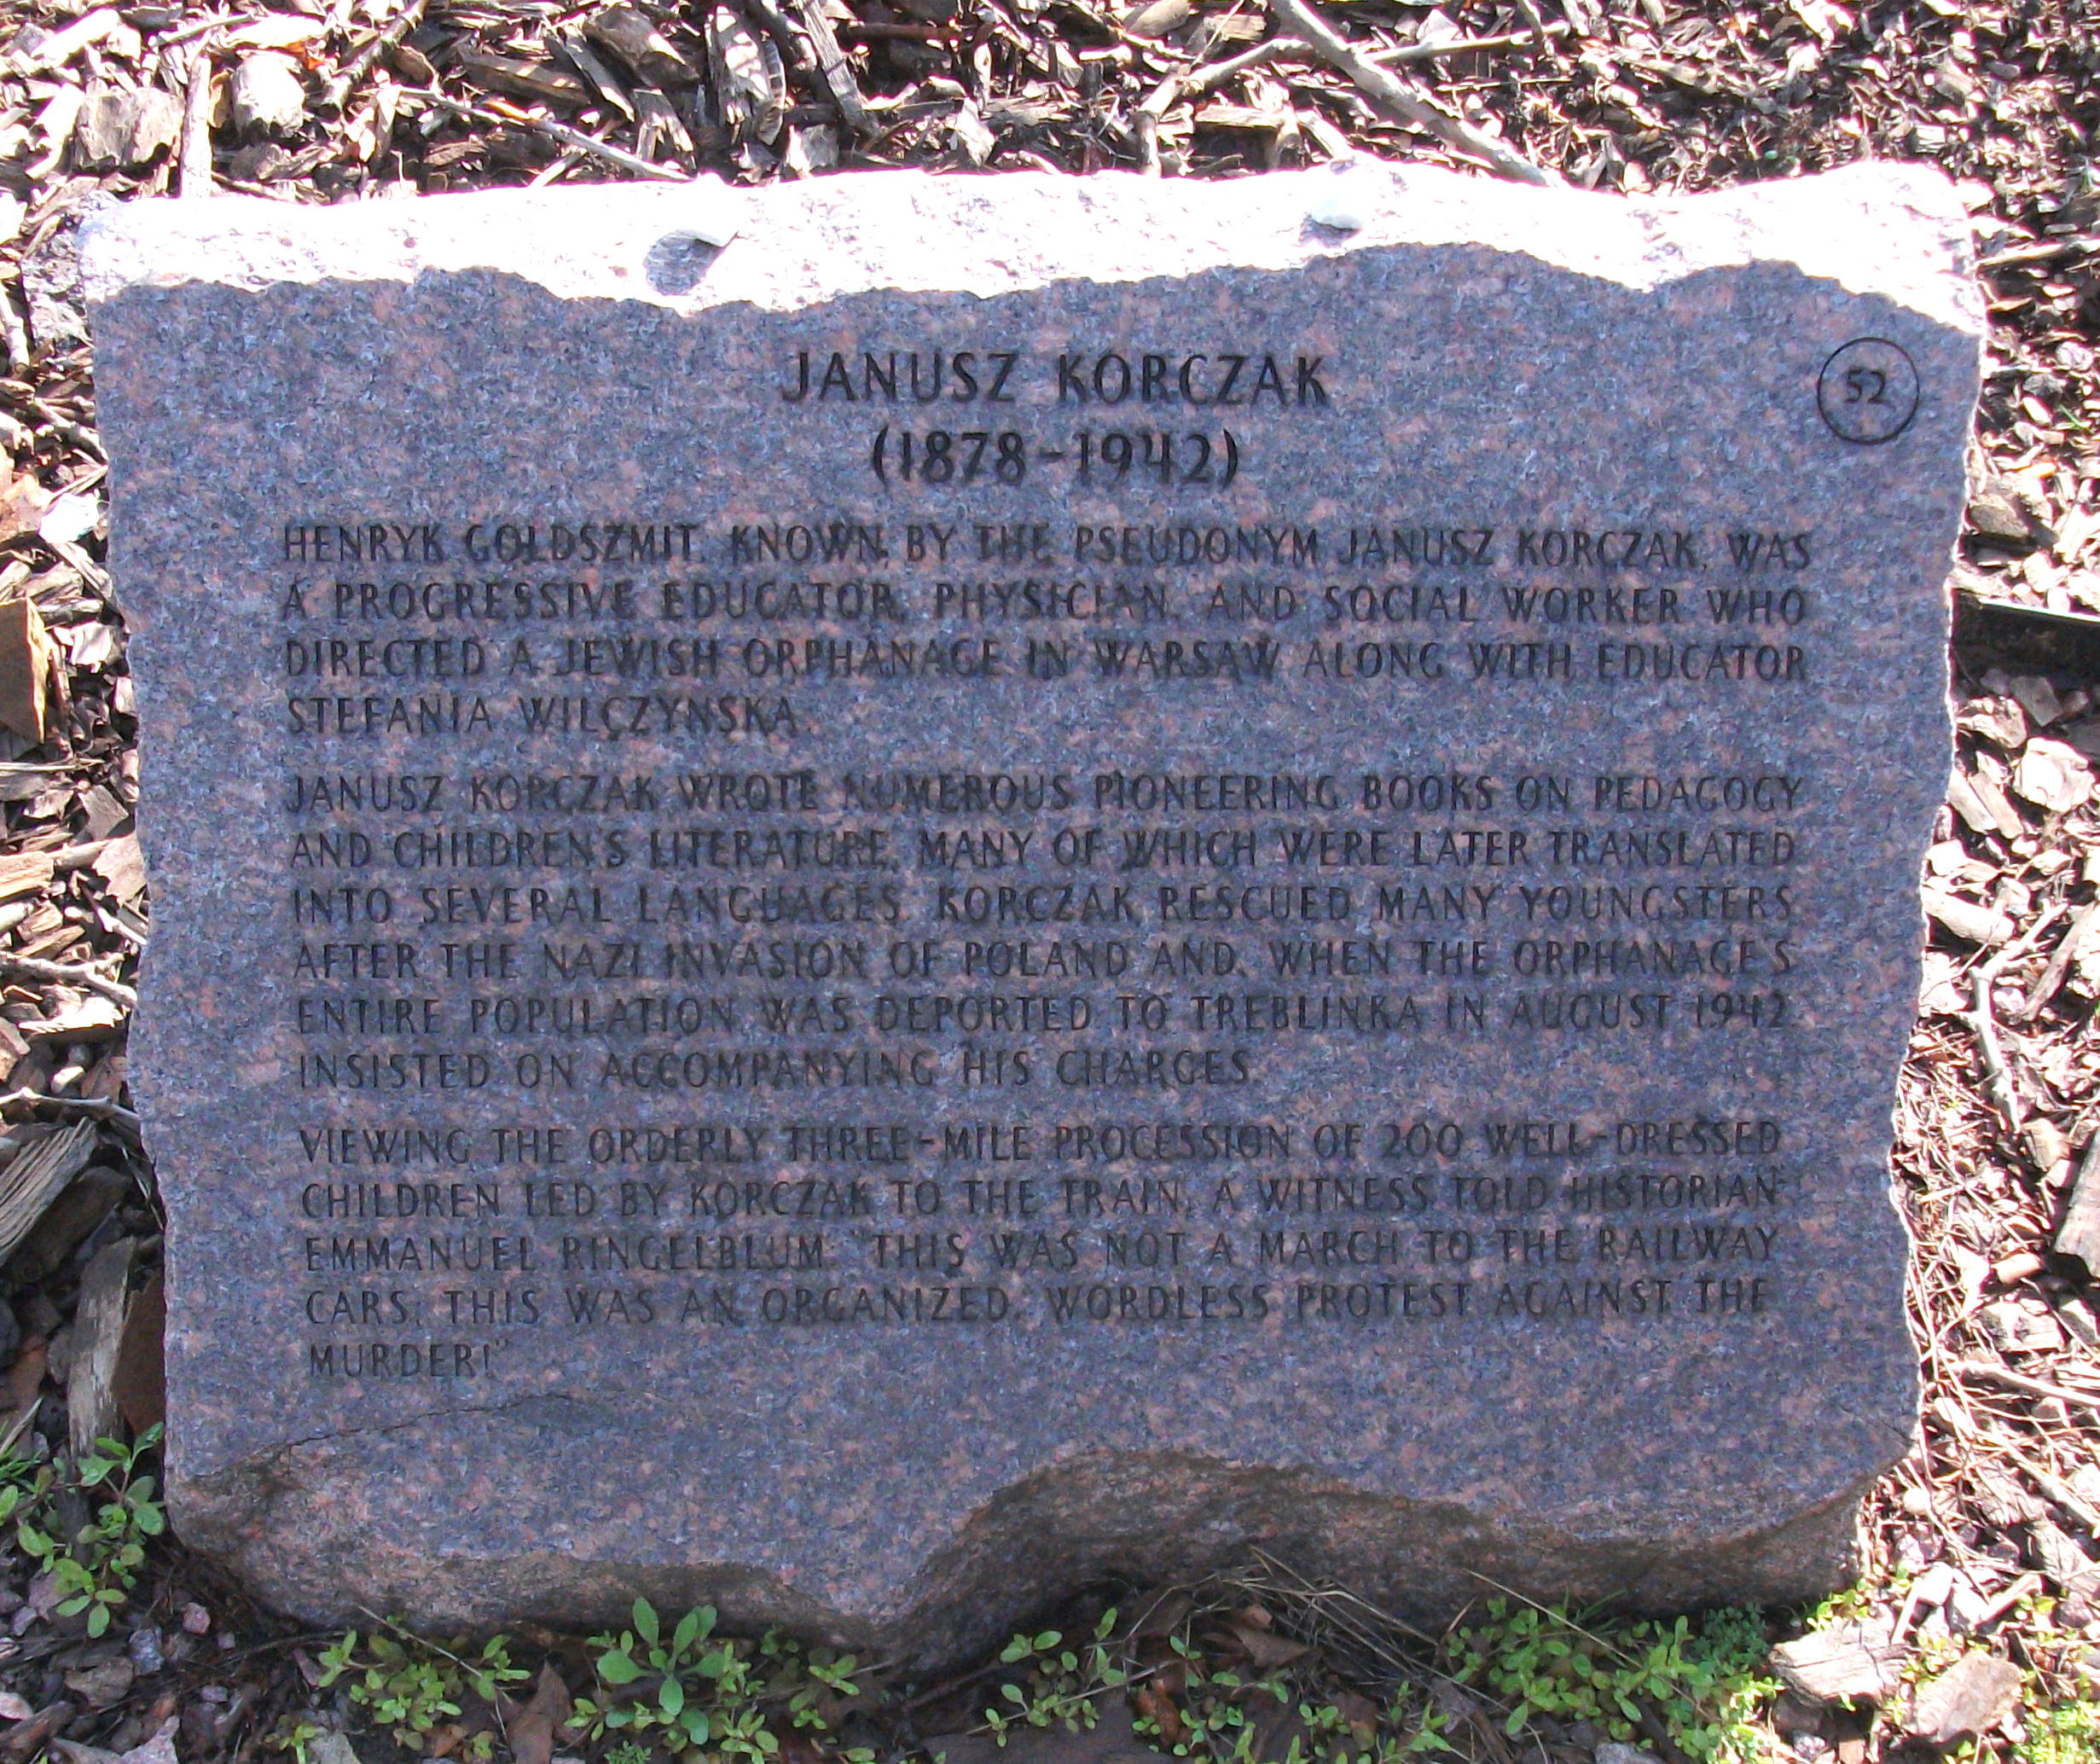 JANUSZ KORCZAK
52
(1878-1942)
HENRYK GOLDSZMIT, KNOWN BY THE PSEUDONYM JANUSZ KORCZAK, WAS
A PROGRESSIVE EDUCATOR, PHYSICIAN, AND SOCIAL WORKER WHO
DIRECTED A JEWISH ORPHANAGE IN WARSAW ALONG WITH EDUCATOR
STEFANIA WILCZYNSKA.
JANUSZ KORCZAK WROTE NUMEROUS PIONEERING BOOKS ON PEDAGOGY
AND CHILDREN'S LITERATURE, MANY OF WHICH WERE LATER TRANSLATED
INTO SEVERAL LANGUAGES. KORCZAK RESCUED MANY YOUNGSTERS
AFTER THE NAZI INVASION OF POLAND AND, WHEN THE ORPHANAGE'S
ENTIRE POPULATION WAS DEPORTED TO TREBLINKA IN AUGUST 1942
INSISTED ON ACCOMPANYING HIS CHARGES.
VIEWING THE ORDERLY THREE-MILE PROCESSION OF 200 WELL-DRESSED
CHILDREN LED BY KORCZAK TO THE TRAIN, A WITNESS TOLD HISTORIAN
EMMANUEL RINGELBLUM: "THIS WAS NOT A MARCH TO THE RAILWAY
CARS; THIS WAS AN ORGANIZED, WORDLESS PROTEST AGAINST THE
MURDER!"